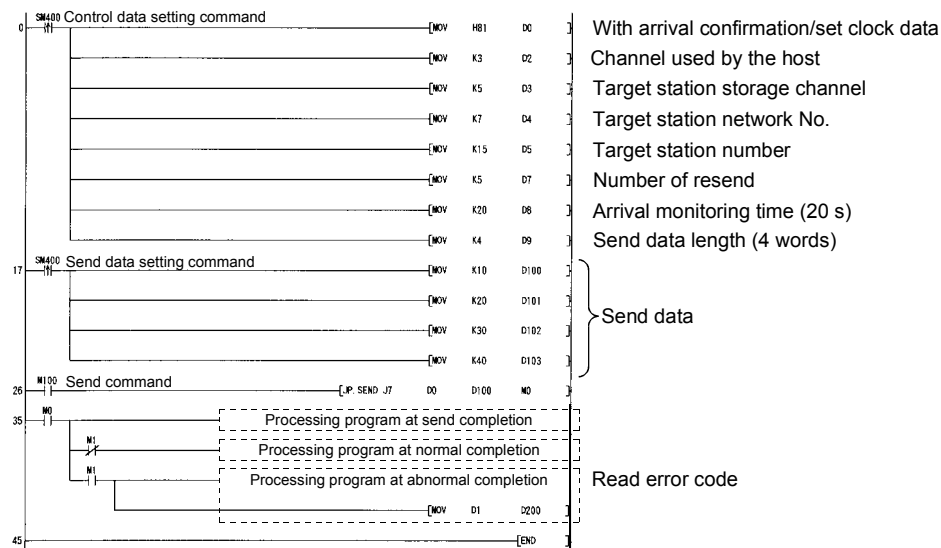 SM400 Control data setting command
0 [MOV H81 D0 ] With arrival confirmation/set clock data
[MOV K3 D2 ] Channel used by the host
[MOV K5 D3 ] Target station storage channel
[MOV K7 D4 ] Target station network No.
[MOV K15 D5 ] Target station number
[MOV K5 D7 ] Number of resend
[MOV K20 D8 ] Arrival monitoring time (20 s)
[MOV K4 D9 ] Send data length (4 words)
SM400 Send data setting command
17 [MOV K10 D100 ]
[MOV K20 D101 ]
Send data
[MOV K30 D102 ]
[MOV K40 D103 ]
M100 Send command
26 [JP.SEND J7 D0 D100 M0 ]
M0
35 Processing program at send completion
M1
Processing program at normal completion
M1
Processing program at abnormal completion Read error code
[MOV D1 D200 ]
45 [END ]